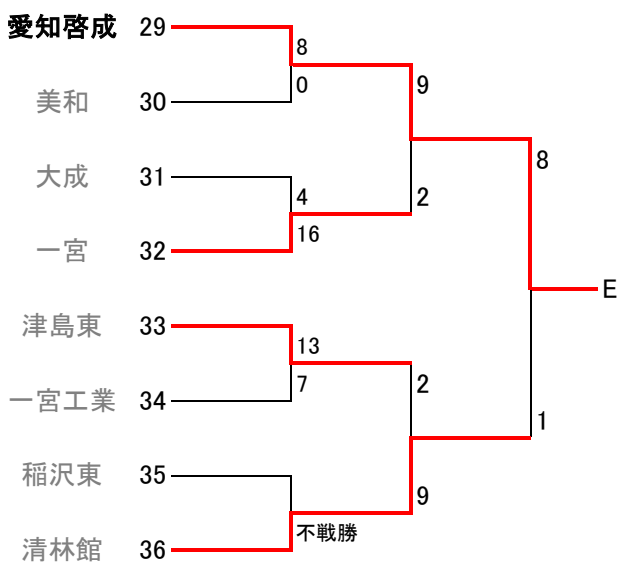 愛知啓成 29
8
0
美和 30
9
大成 31
4
2
16
一宮 32
8
E
津島東 33
13
7
一宮工業 34
2
1
稲沢東 35
9
不戦勝
清林館 36